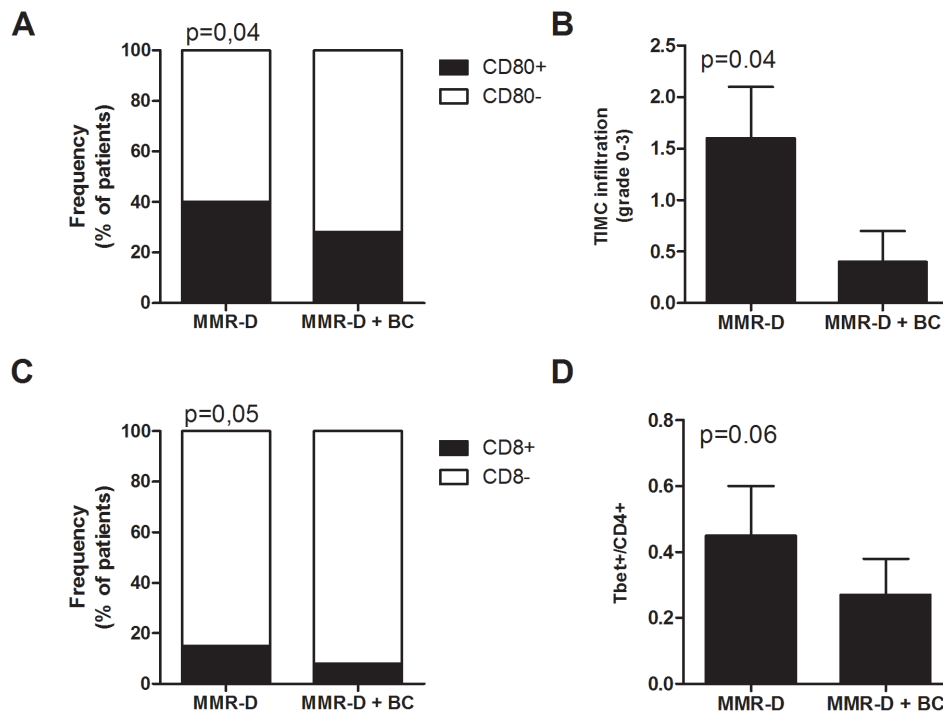 A
p=0,04
100
80
60
40
20
0
Frequency
(% of patients)
MMR-D
MMR-D + BC
CD80+
CD80-
B
p=0.04
2.5
2.0
1.5
1.0
0.5
0.0
TIMC infiltration
(grade 0-3)
MMR-D
MMR-D + BC
C
p=0,05
100
80
60
40
20
0
Frequency
(% of patients)
MMR-D
MMR-D + BC
CD8+
CD8-
D
p=0.06
0.8
0.6
0.4
0.2
0.0
Tbet+/CD4+
MMR-D
MMR-D + BC